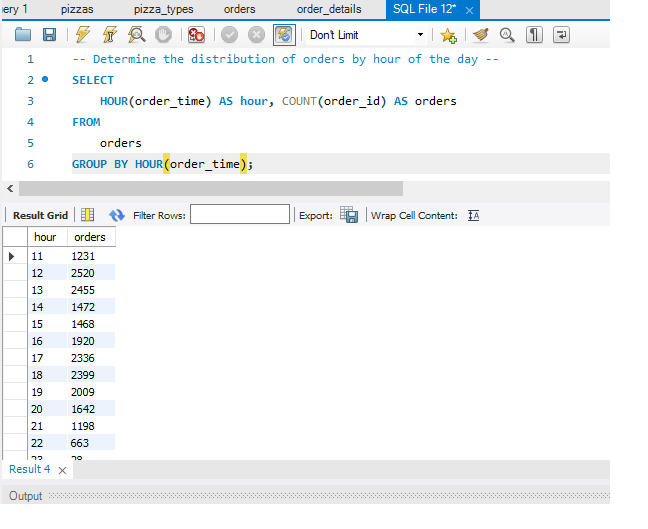 ery 1 pizzas pizza_types orders order_details SQL File 12* ×
Don't Limit
1 -- Determine the distribution of orders by hour of the day --
2 SELECT
3 HOUR(order_time) AS hour, COUNT(order_id) AS orders
4 FROM
5 orders
6 GROUP BY HOUR(order_time);
Result Grid Filter Rows: Export: Wrap Cell Content:
hour orders
11 1231
12 2520
13 2455
14 1472
15 1468
16 1920
17 2336
18 2399
19 2009
20 1642
21 1198
22 663
23 28
Result 4 ×
Output